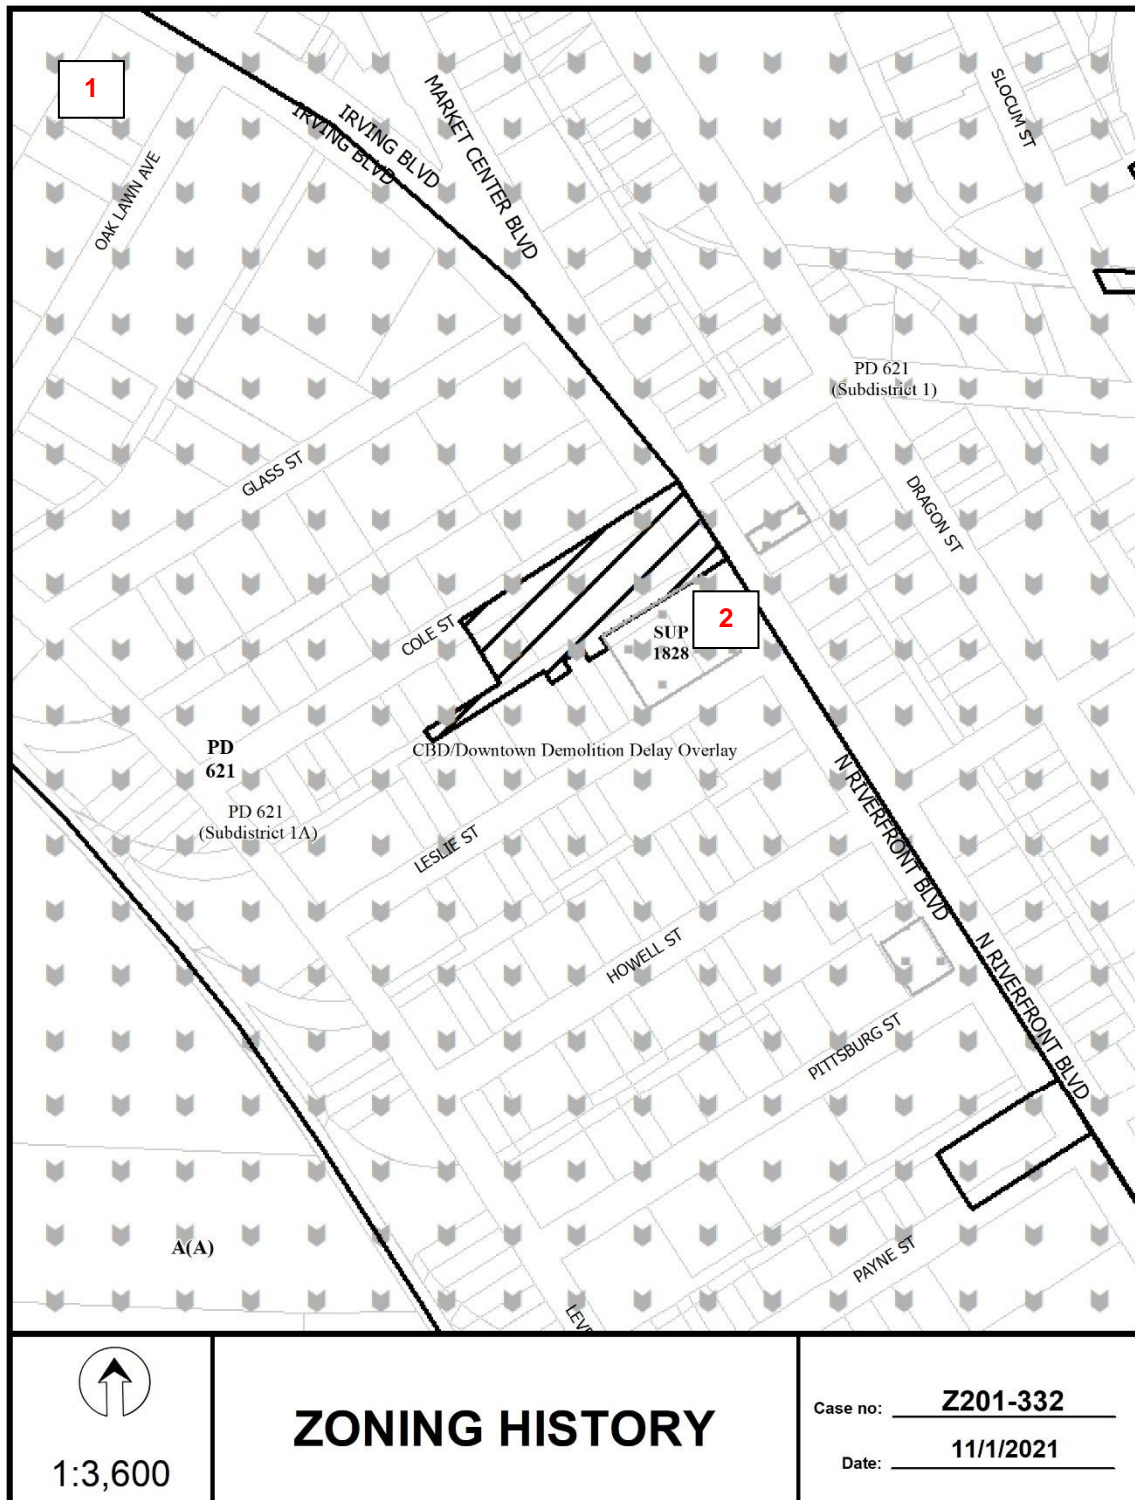 1
IRVING BLVD
IRVING BLVD
MARKET CENTER BLVD
SLOCUM ST
OAK LAWN AVE
PD 621
(Subdistrict 1)
GLASS ST
DRAGON ST
COLE ST
2
SUP
1828
PD
621
CBD/Downtown Demolition Delay Overlay
PD 621
(Subdistrict 1A)
LESLIE ST
N RIVERFRONT BLVD
HOWELL ST
N RIVERFRONT BLVD
PITTSBURG ST
A(A)
PAYNE ST
1:3,600
ZONING HISTORY
Case no: Z201-332
Date: 11/1/2021